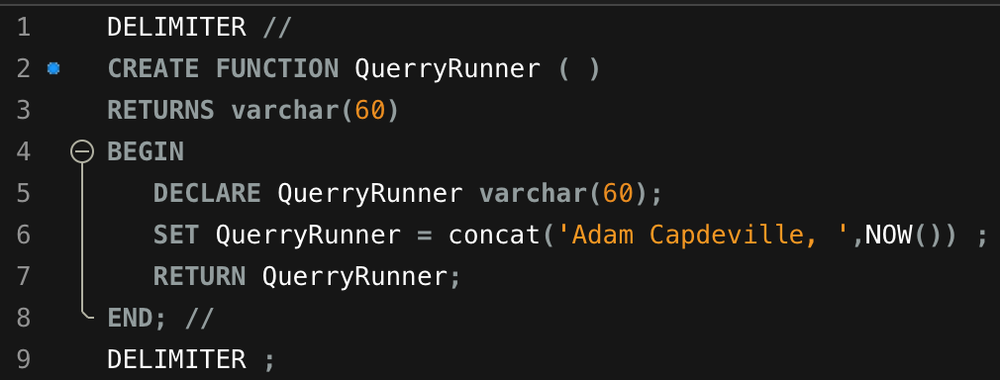 1 DELIMITER //
2 CREATE FUNCTION QuerryRunner ( )
3 RETURNS varchar(60)
4 BEGIN
5 DECLARE QuerryRunner varchar(60);
6 SET QuerryRunner = concat('Adam Capdeville, ',NOW()) ;
7 RETURN QuerryRunner;
8 END; //
9 DELIMITER ;